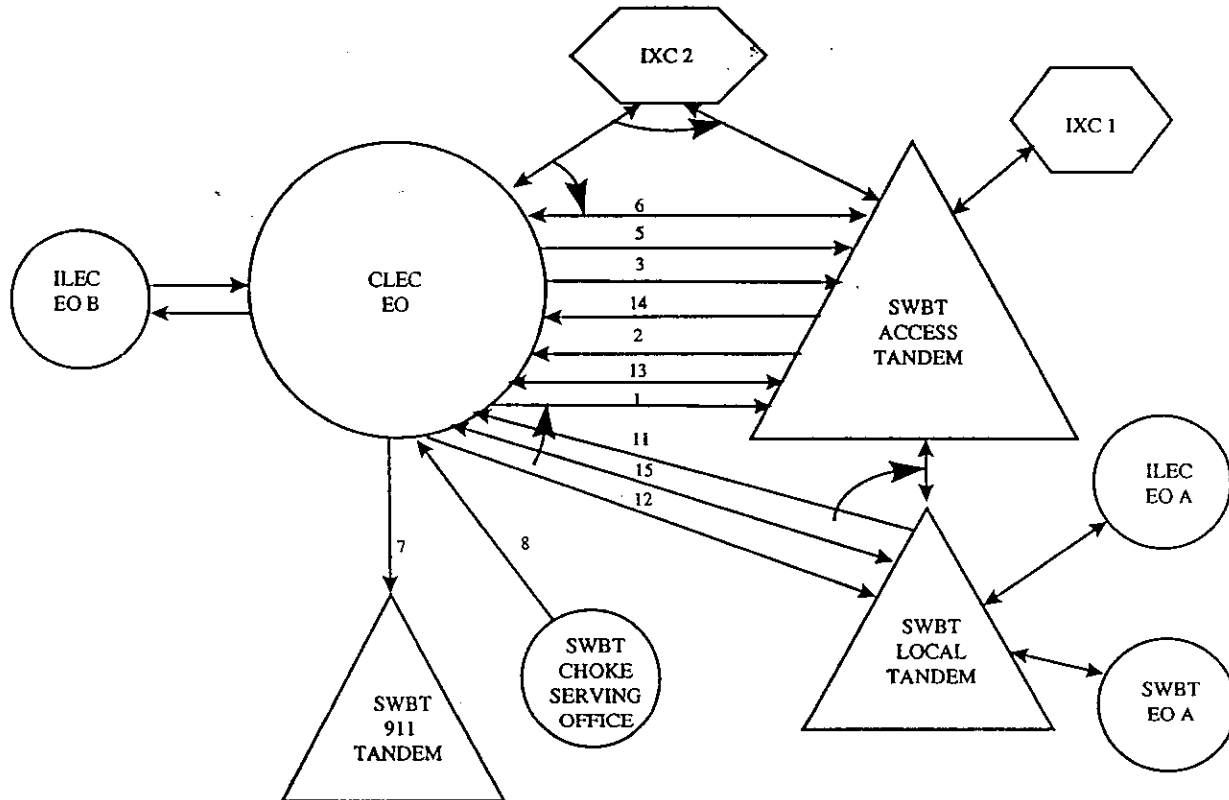 IXC 2
IXC 1
6
5
3
14
2
13
1
11
15
12
7
8
ILEC
EO B
CLEC
EO
SWBT
ACCESS
TANDEM
ILEC
EO A
SWBT
LOCAL
TANDEM
SWBT
EO A
SWBT
CHOKE
SERVING
OFFICE
SWBT
911
TANDEM